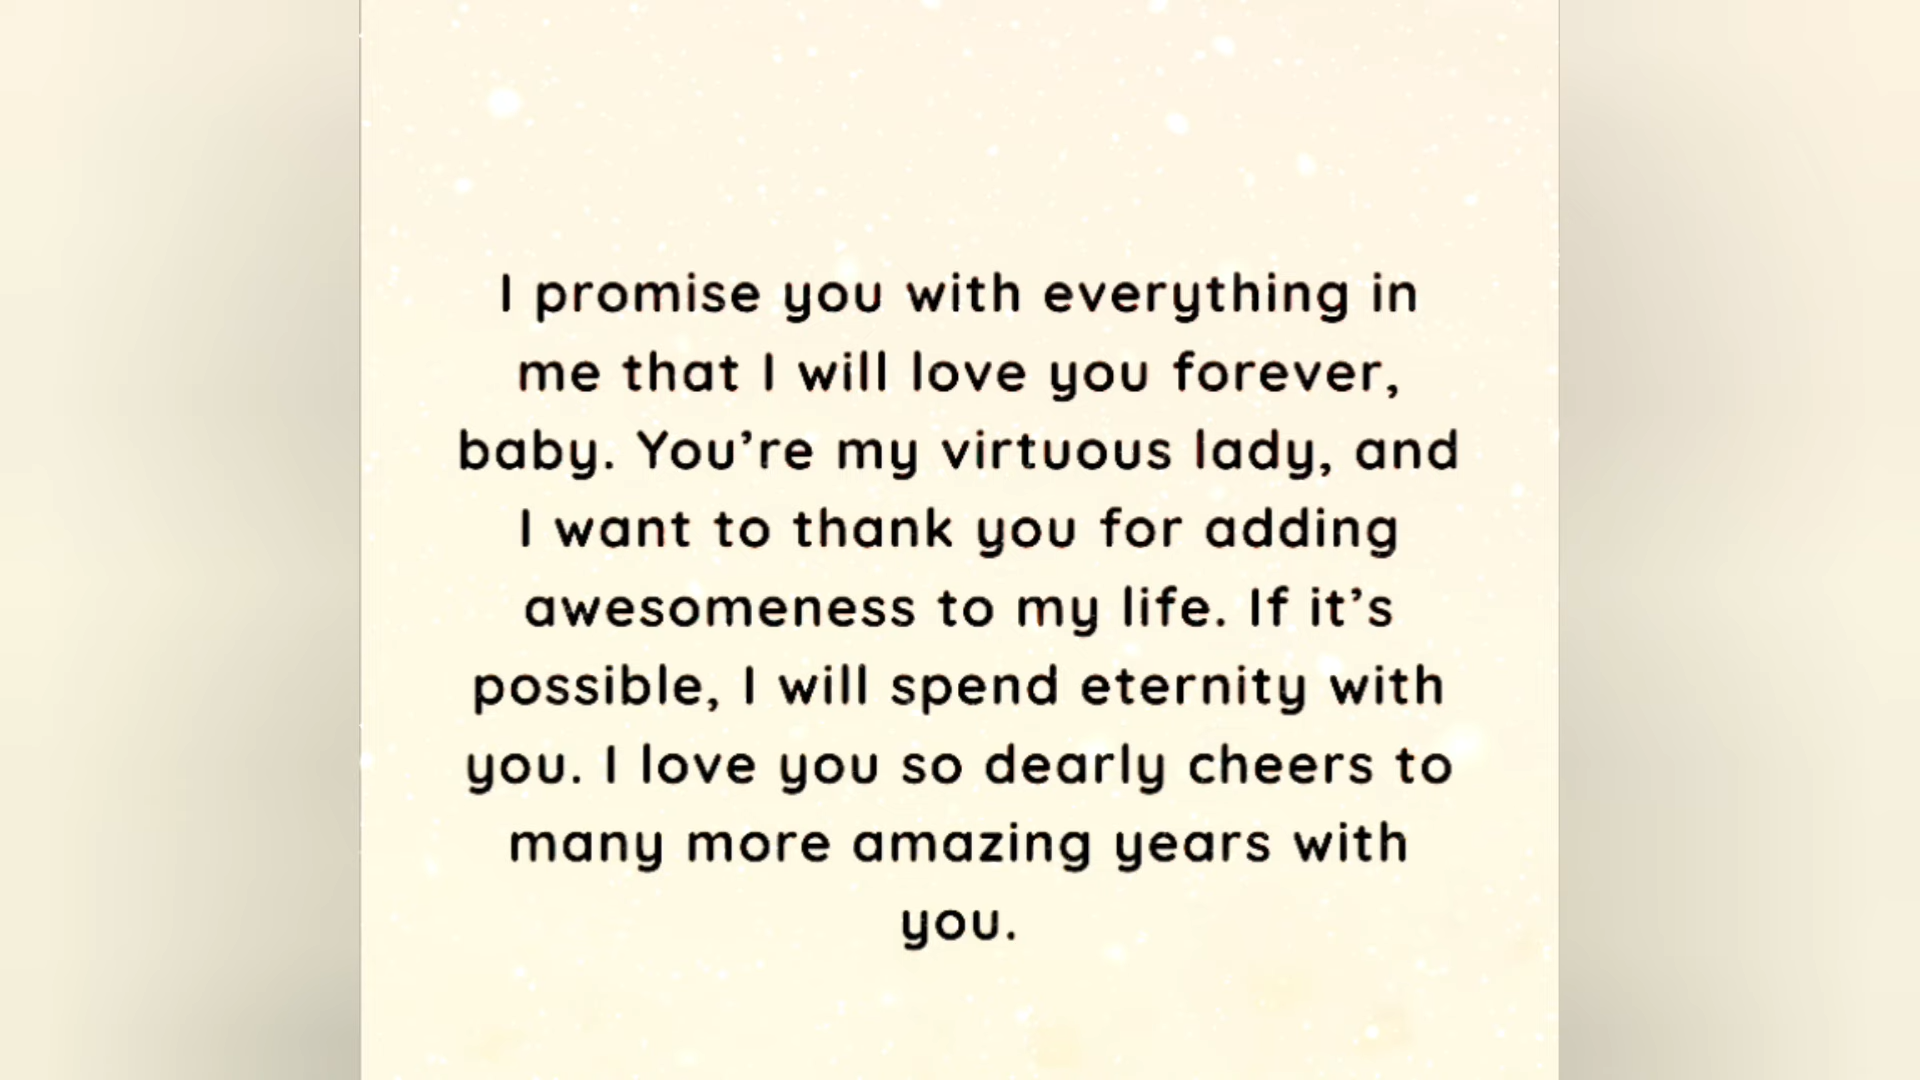 I promise you with everything in
me that I will love you forever,
baby. You’re my virtuous lady, and
I want to thank you for adding
awesomeness to my life. If it’s
possible, I will spend eternity with
you. I love you so dearly cheers to
many more amazing years with
you.